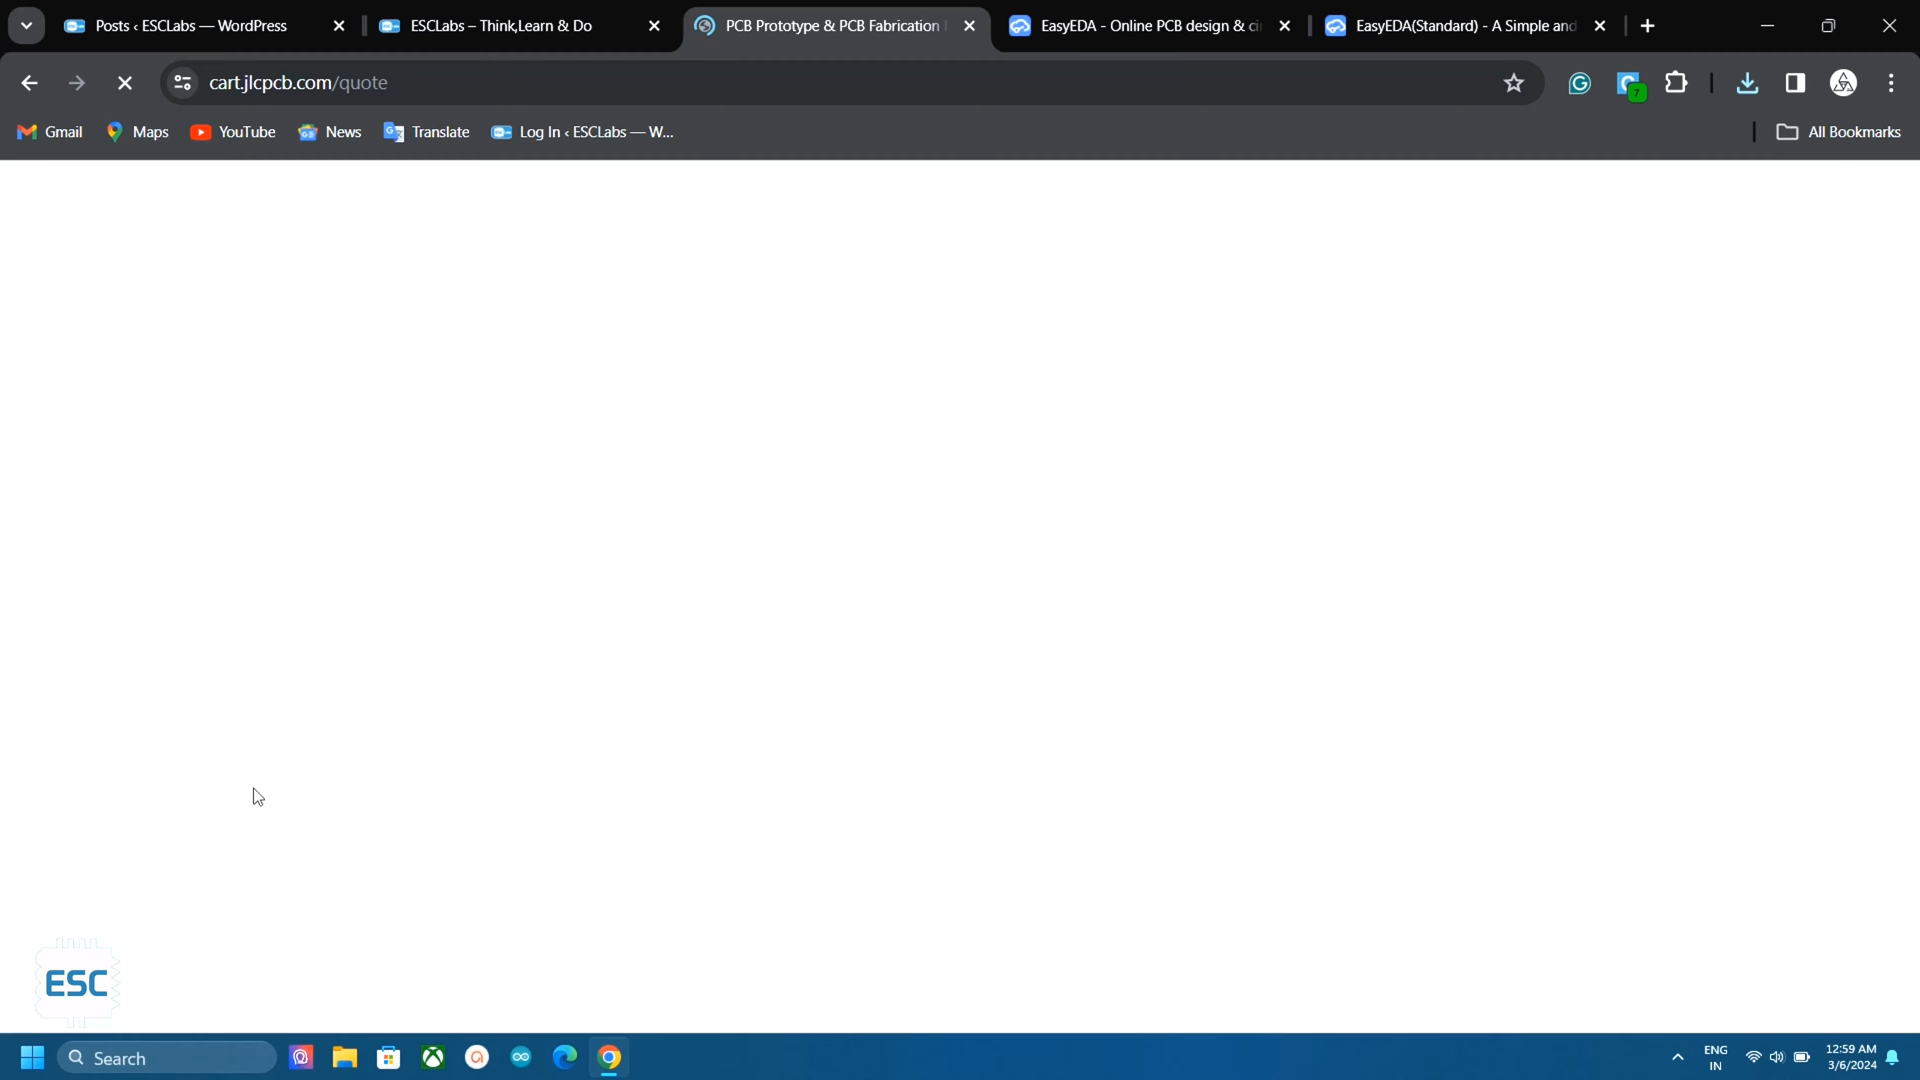 Posts ‹ ESCLabs — WordPress
ESCLabs – Think,Learn & Do
PCB Prototype & PCB Fabrication
EasyEDA - Online PCB design & ci
EasyEDA(Standard) - A Simple and
cart.jlcpcb.com/quote
7
Gmail
Maps
YouTube
News
Translate
Log In ‹ ESCLabs — W...
All Bookmarks
ESC
Search
ENG
IN
12:59 AM
3/6/2024